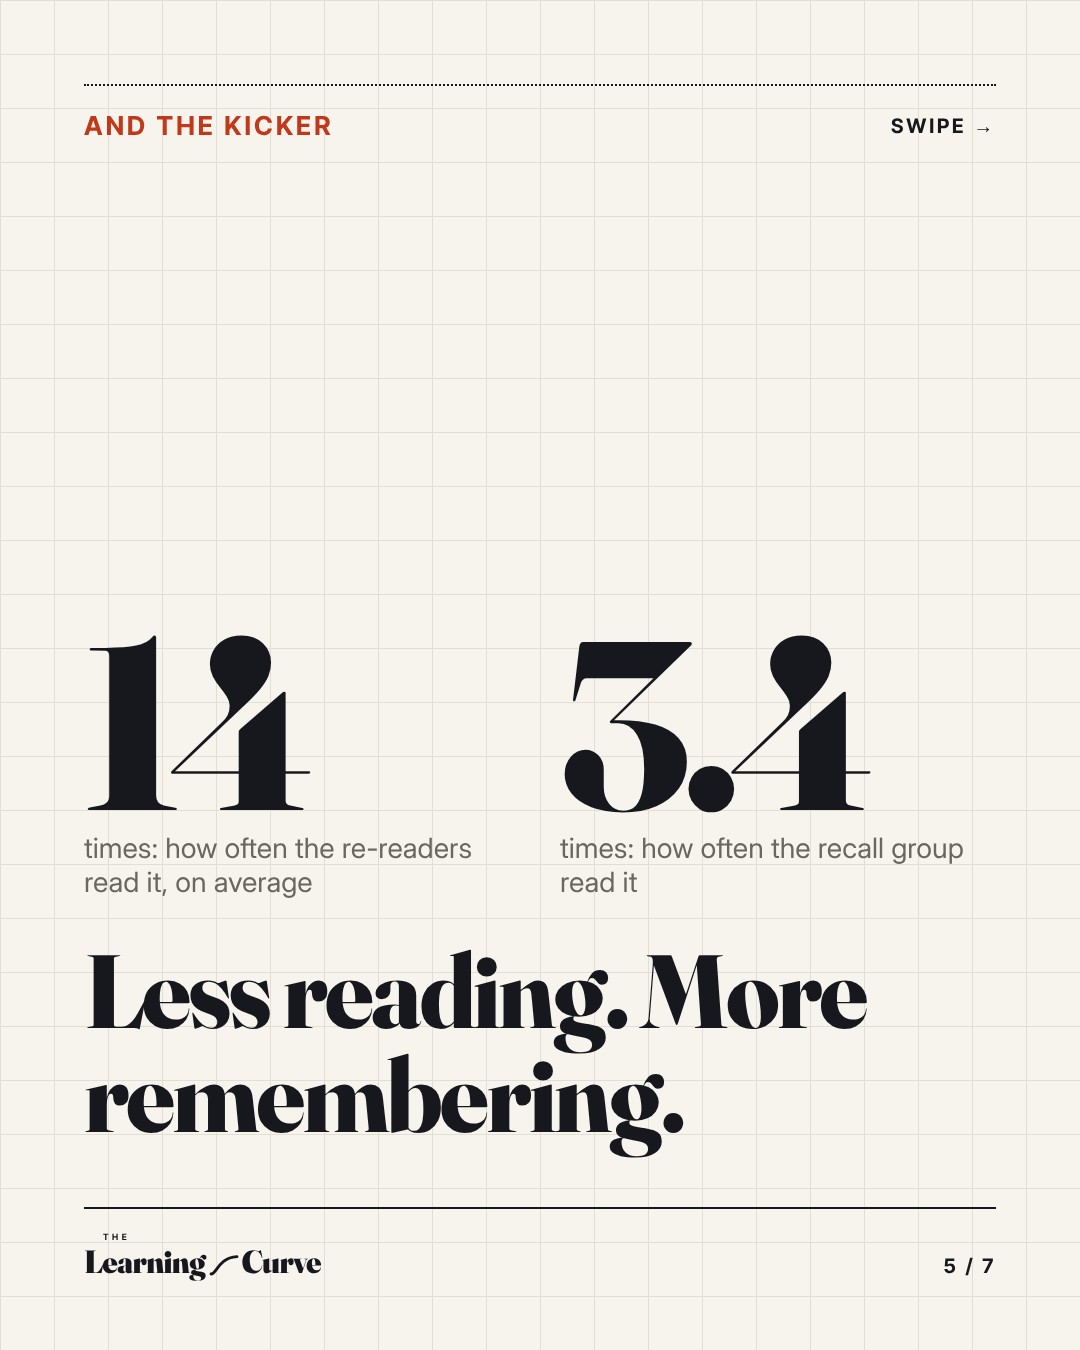 AND THE KICKER
SWIPE →
14
times: how often the re-readers
read it, on average
3.4
times: how often the recall group
read it
Less reading. More
remembering.
THE
Learning Curve
5 / 7